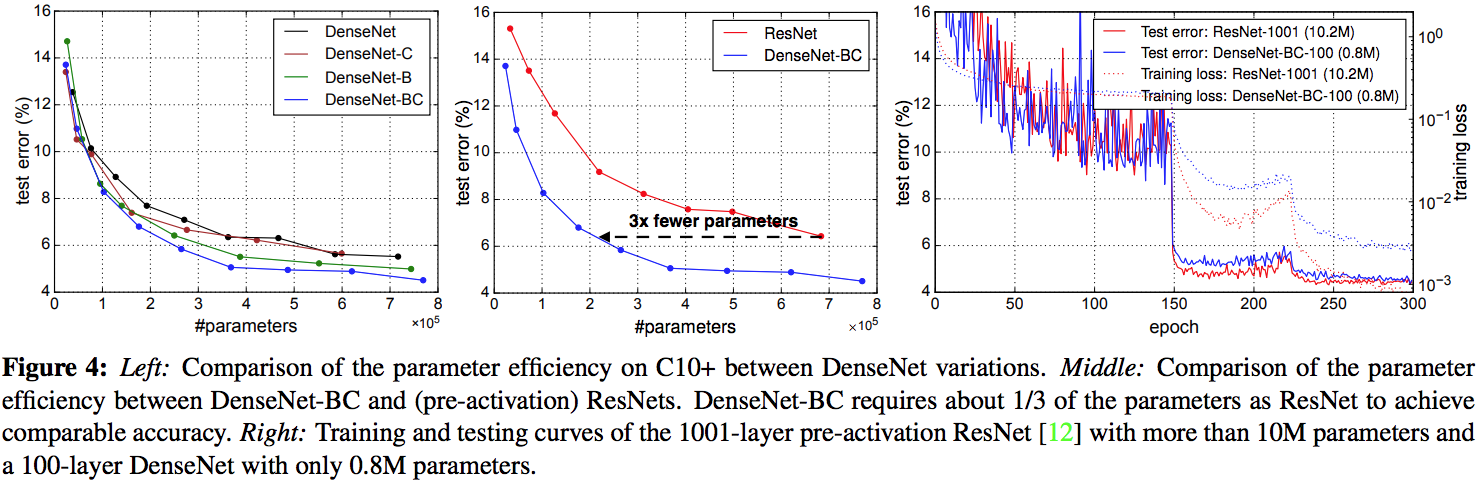 16
14
12
10
8
6
4
test error (%)
0 1 2 3 4 5 6 7 8
#parameters
×10⁵
DenseNet
DenseNet-C
DenseNet-B
DenseNet-BC
16
14
12
10
8
6
4
test error (%)
0 1 2 3 4 5 6 7 8
#parameters
×10⁵
ResNet
DenseNet-BC
3x fewer parameters
16
14
12
10
8
6
4
test error (%)
0 50 100 150 200 250 300
epoch
Test error: ResNet-1001 (10.2M)
Test error: DenseNet-BC-100 (0.8M)
Training loss: ResNet-1001 (10.2M)
Training loss: DenseNet-BC-100 (0.8M)
10⁰
10⁻¹
10⁻²
10⁻³
training loss
Figure 4: Left: Comparison of the parameter efficiency on C10+ between DenseNet variations. Middle: Comparison of the parameter
efficiency between DenseNet-BC and (pre-activation) ResNets. DenseNet-BC requires about 1/3 of the parameters as ResNet to achieve
comparable accuracy. Right: Training and testing curves of the 1001-layer pre-activation ResNet [12] with more than 10M parameters and
a 100-layer DenseNet with only 0.8M parameters.